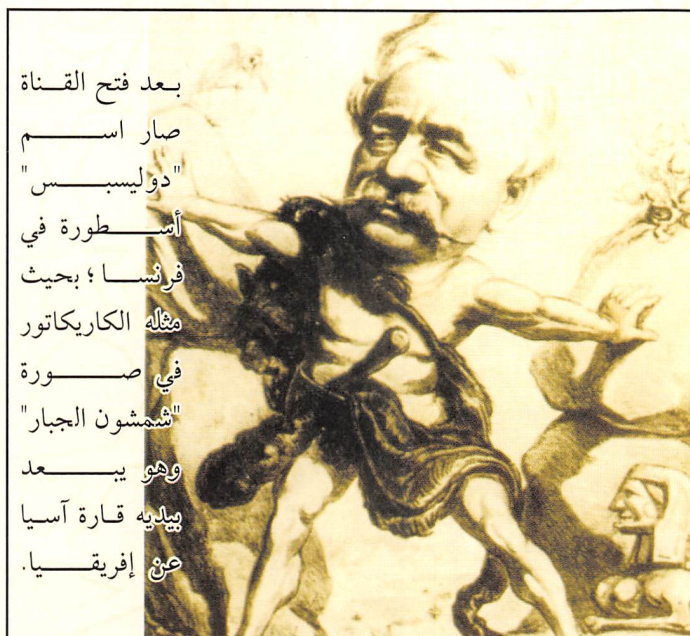 بعد فتح القناة
صار اسم
"دوليسبس"
أسطورة في
فرنسا ؛ بحيث
مثله الكاريكاتور
في صورة
"شمشون الجبار"
وهو يبعد
بيديه قارة آسيا
عن إفريقيا.